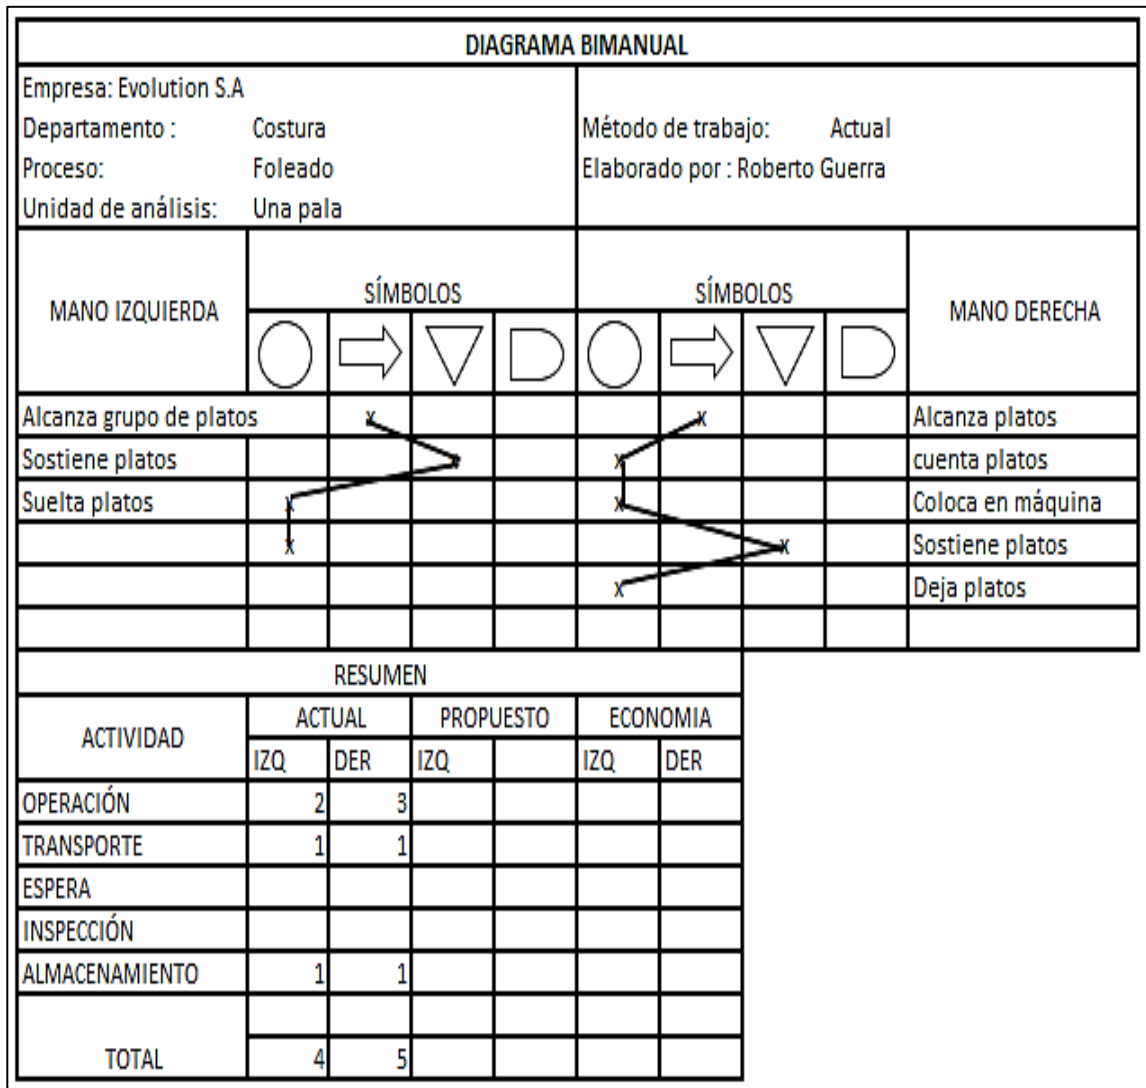 DIAGRAMA BIMANUAL
Empresa: Evolution S.A
Departamento : Costura
Proceso: Foleado
Unidad de análisis: Una pala
Método de trabajo: Actual
Elaborado por : Roberto Guerra
MANO IZQUIERDA SÍMBOLOS SÍMBOLOS MANO DERECHA
Alcanza grupo de platos x x Alcanza platos
Sostiene platos x x cuenta platos
Suelta platos x x Coloca en máquina
x x Sostiene platos
x Deja platos
RESUMEN
ACTIVIDAD ACTUAL PROPUESTO ECONOMIA
IZQ DER IZQ IZQ DER
OPERACIÓN 2 3
TRANSPORTE 1 1
ESPERA
INSPECCIÓN
ALMACENAMIENTO 1 1
TOTAL 4 5